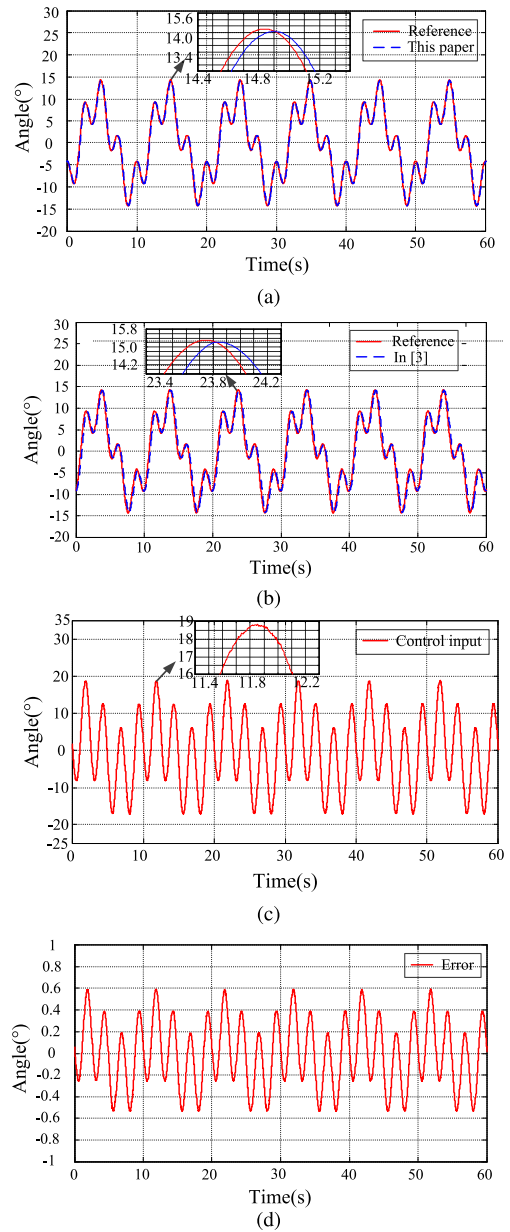 30
25
20
15
10
5
0
-5
-10
-15
-20
Angle(°)
15.6
14.0
13.4
14.4 14.8 15.2
Reference
This paper
0 10 20 30 40 50 60
Time(s)
(a)
30
25
20
15
10
5
0
-5
10
15
20
Angle(°)
15.8
15.0
14.2
23.4 23.8 24.2
Reference
In [3]
0 10 20 30 40 50 60
Time(s)
(b)
35
30
20
10
0
-10
-20
-25
Angle(°)
19
18
17
16
11.4 11.8 12.2
Control input
0 10 20 30 40 50 60
Time(s)
(c)
1
0.8
0.6
0.4
0.2
0
-0.2
-0.4
-0.6
-0.8
-1
Angle(°)
Error
0 10 20 30 40 50 60
Time(s)
(d)